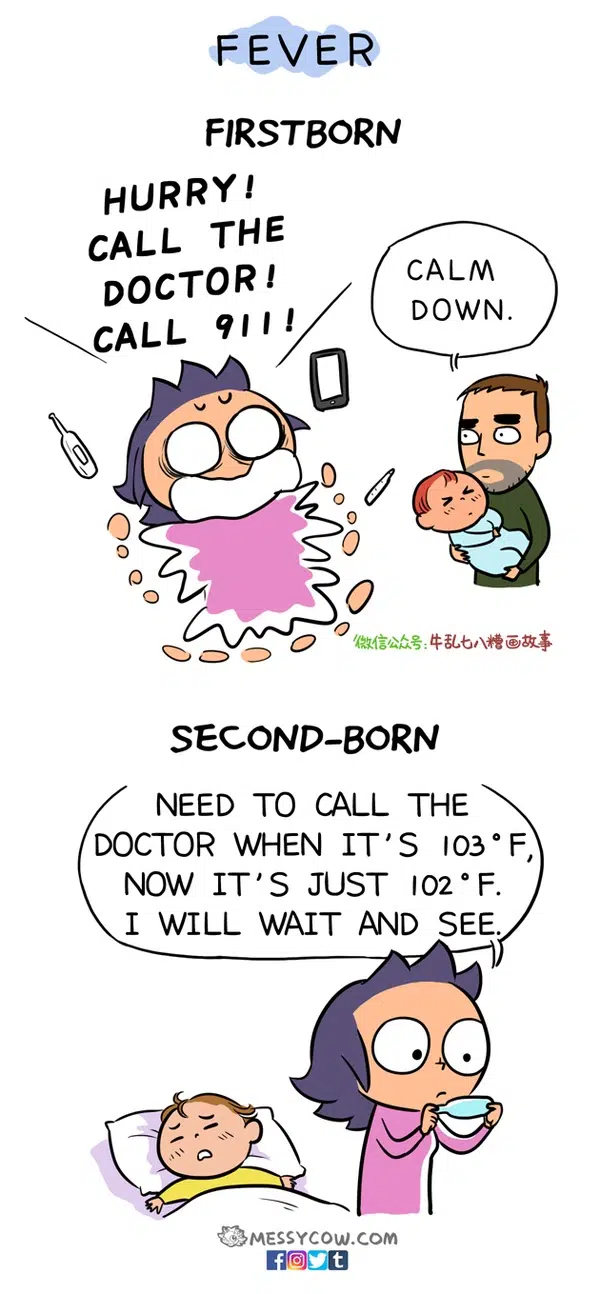 FEVER
FIRSTBORN
HURRY!
CALL THE
DOCTOR!
CALL 911!
CALM
DOWN.
微信公众号:牛乱七八糟画故事
SECOND-BORN
NEED TO CALL THE
DOCTOR WHEN IT'S 103°F,
NOW IT'S JUST 102°F.
I WILL WAIT AND SEE.
MESSYCOW.COM